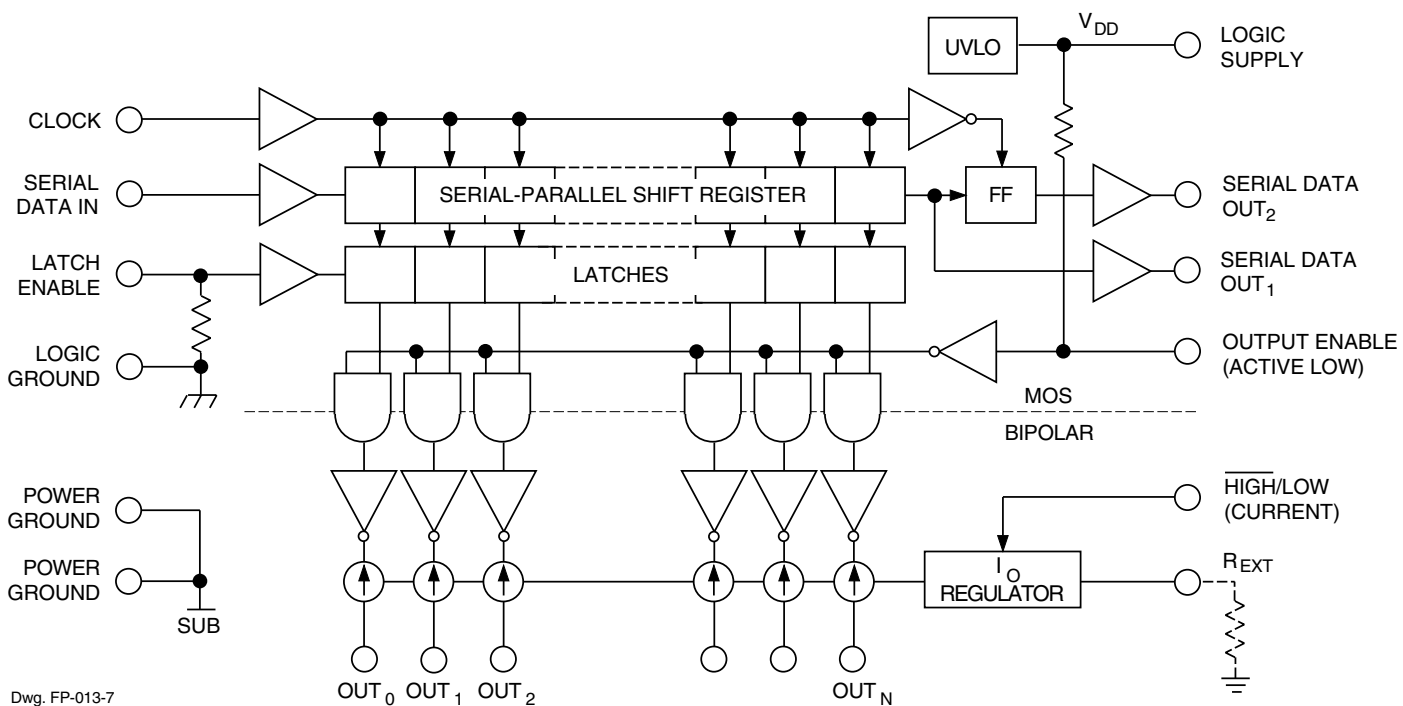 UVLO
V DD
LOGIC
SUPPLY
CLOCK
SERIAL
DATA IN
SERIAL-PARALLEL SHIFT REGISTER
FF
SERIAL DATA
OUT2
LATCH
ENABLE
LATCHES
SERIAL DATA
OUT1
LOGIC
GROUND
OUTPUT ENABLE
(ACTIVE LOW)
MOS
BIPOLAR
POWER
GROUND
HIGH/LOW
(CURRENT)
POWER
GROUND
SUB
IO
REGULATOR
R EXT
OUT0
OUT1
OUT2
OUTN
Dwg. FP-013-7